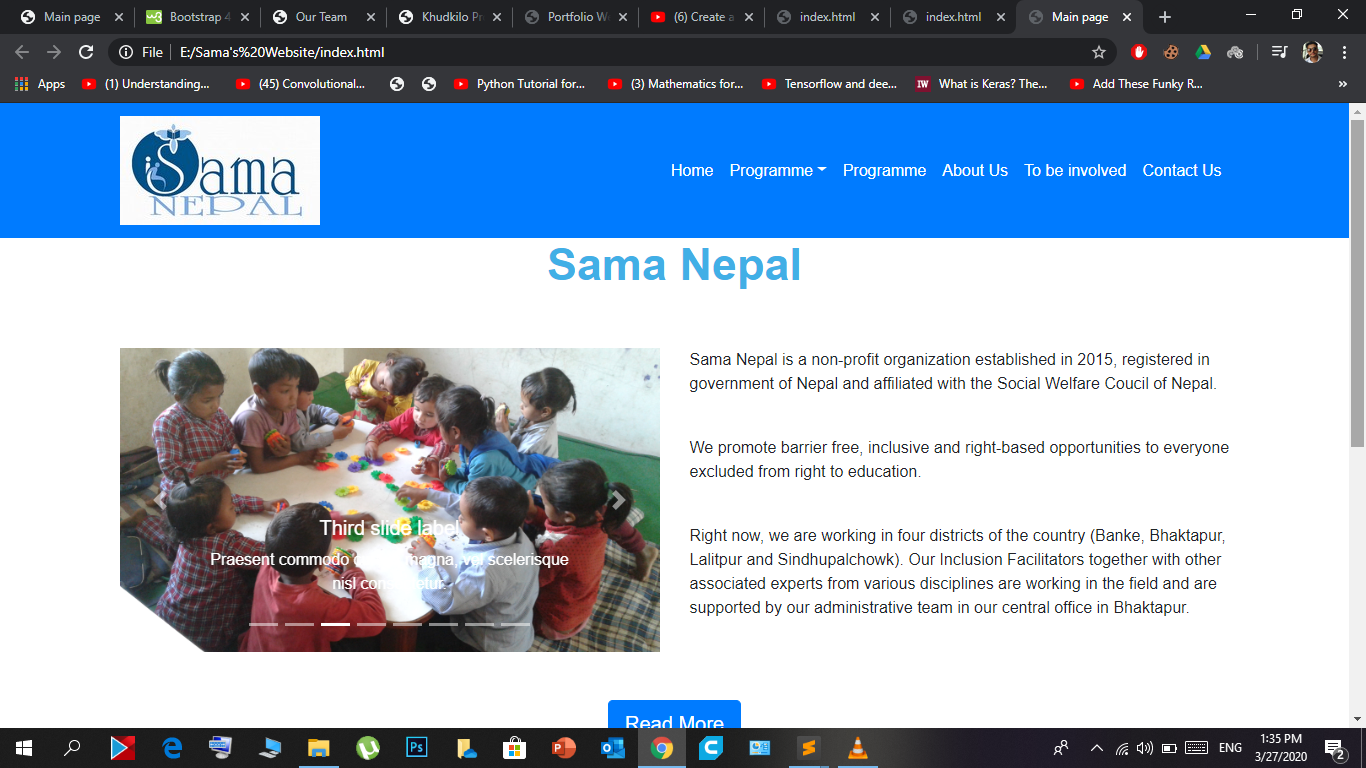 Main page
Bootstrap 4
Our Team
Khudkilo Pr
Portfolio W
(6) Create a
index.html
index.html
Main page
File
E:/Sama's%20Website/index.html
Apps
(1) Understanding...
(45) Convolutional...
Python Tutorial for...
(3) Mathematics for...
Tensorflow and dee...
IW
What is Keras? The...
Add These Funky R...
»
Sama
NEPAL
Home
Programme
Programme
About Us
To be involved
Contact Us
Sama Nepal
Third slide label
Praesent commodo magna, vel scelerisque
nisl
Sama Nepal is a non-profit organization established in 2015, registered in
government of Nepal and affiliated with the Social Welfare Coucil of Nepal.
We promote barrier free, inclusive and right-based opportunities to everyone
excluded from right to education.
Right now, we are working in four districts of the country (Banke, Bhaktapur,
Lalitpur and Sindhupalchowk). Our Inclusion Facilitators together with other
associated experts from various disciplines are working in the field and are
supported by our administrative team in our central office in Bhaktapur.
Read More
Ps
ENG
1:35 PM
3/27/2020
2